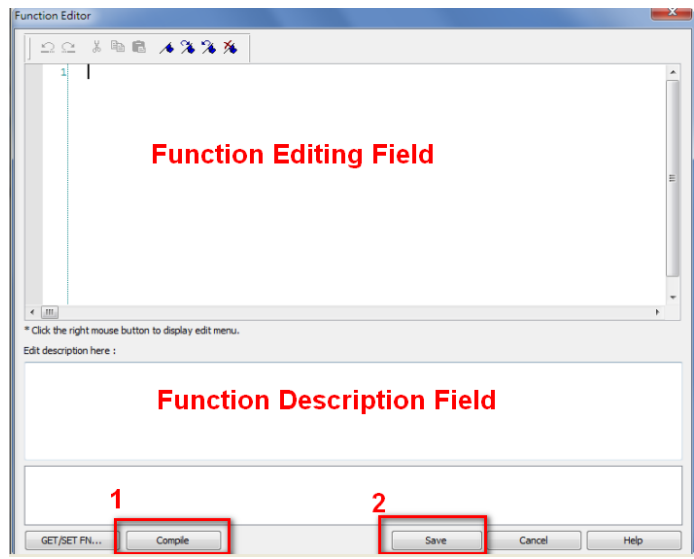 Function Editor
1
Function Editing Field
* Click the right mouse button to display edit menu.
Edit description here :
Function Description Field
1
2
GET/SET FN... Compile Save Cancel Help